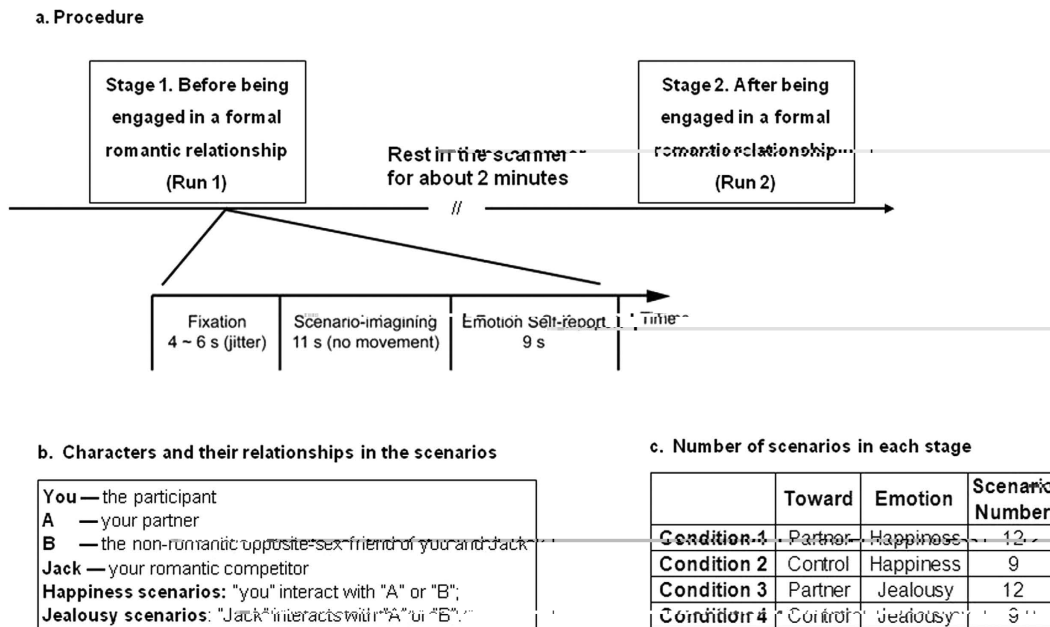 a. Procedure
Stage 1. Before being
engaged in a formal
romantic relationship
(Run 1)
Rest in the scanner
for about 2 minutes
//
Stage 2. After being
engaged in a formal
romantic relationship
(Run 2)
Fixation
4 ~ 6 s (jitter)
Scenario-imagining
11 s (no movement)
Emotion Self-report
9 s
Time
b. Characters and their relationships in the scenarios
You — the participant
A — your partner
B — the non-romantic opposite-sex friend of you and Jack
Jack — your romantic competitor
Happiness scenarios: "you" interact with "A" or "B";
Jealousy scenarios: "Jack" interacts with "A" or "B".
c. Number of scenarios in each stage
Toward Emotion Scenario
Number
Condition 1 Partner Happiness 12
Condition 2 Control Happiness 9
Condition 3 Partner Jealousy 12
Condition 4 Control Jealousy 9